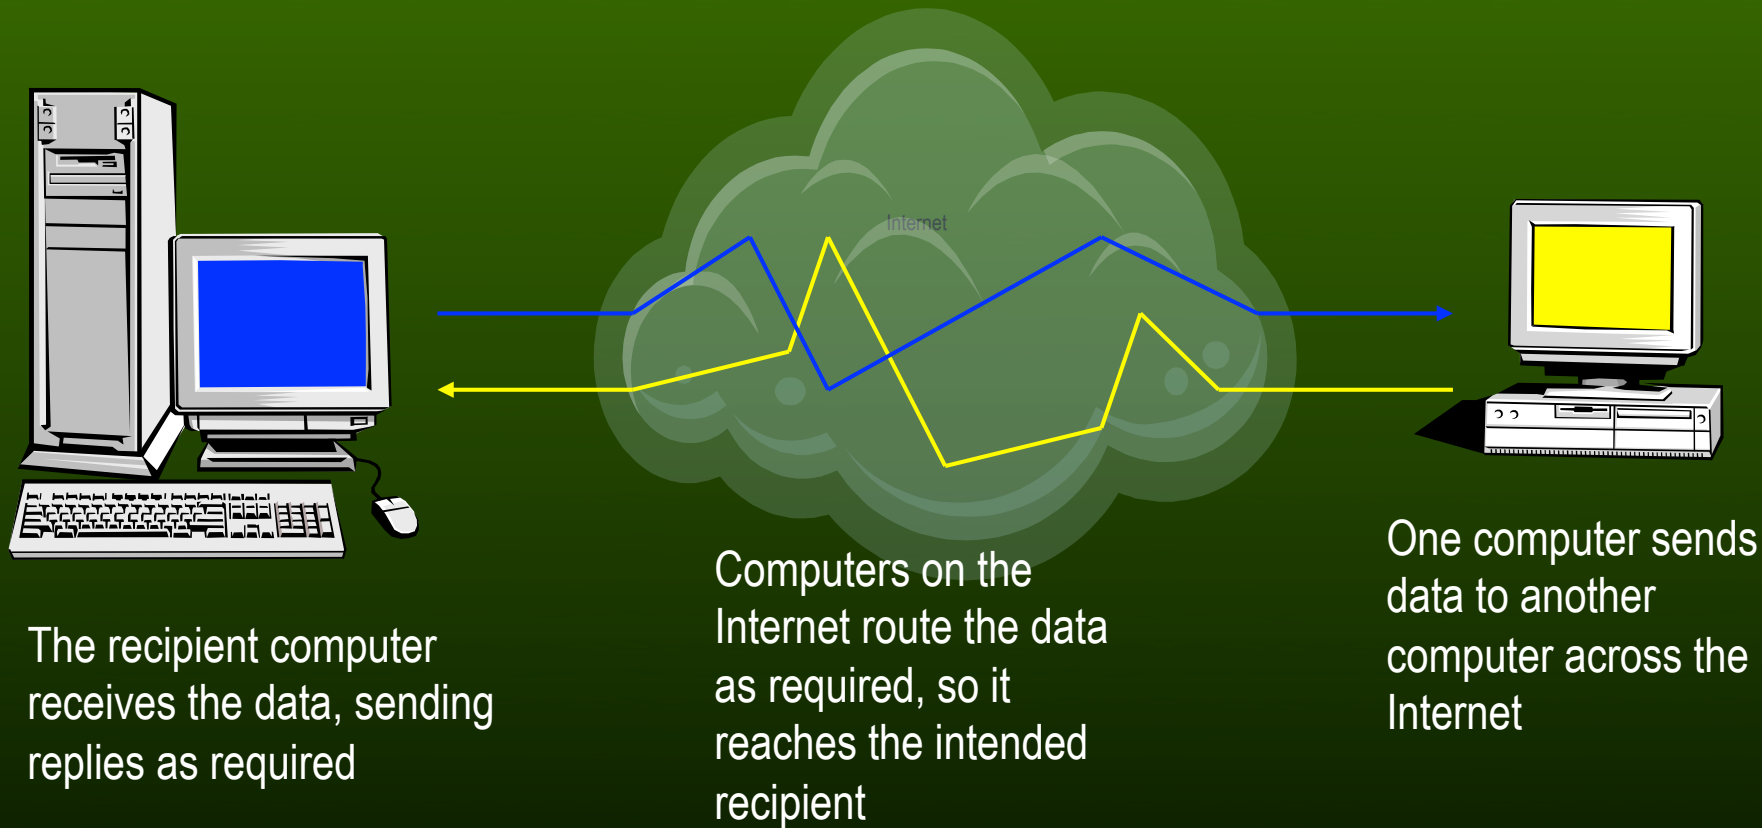 Internet
The recipient computer
receives the data, sending
replies as required
Computers on the
Internet route the data
as required, so it
reaches the intended
recipient
One computer sends
data to another
computer across the
Internet